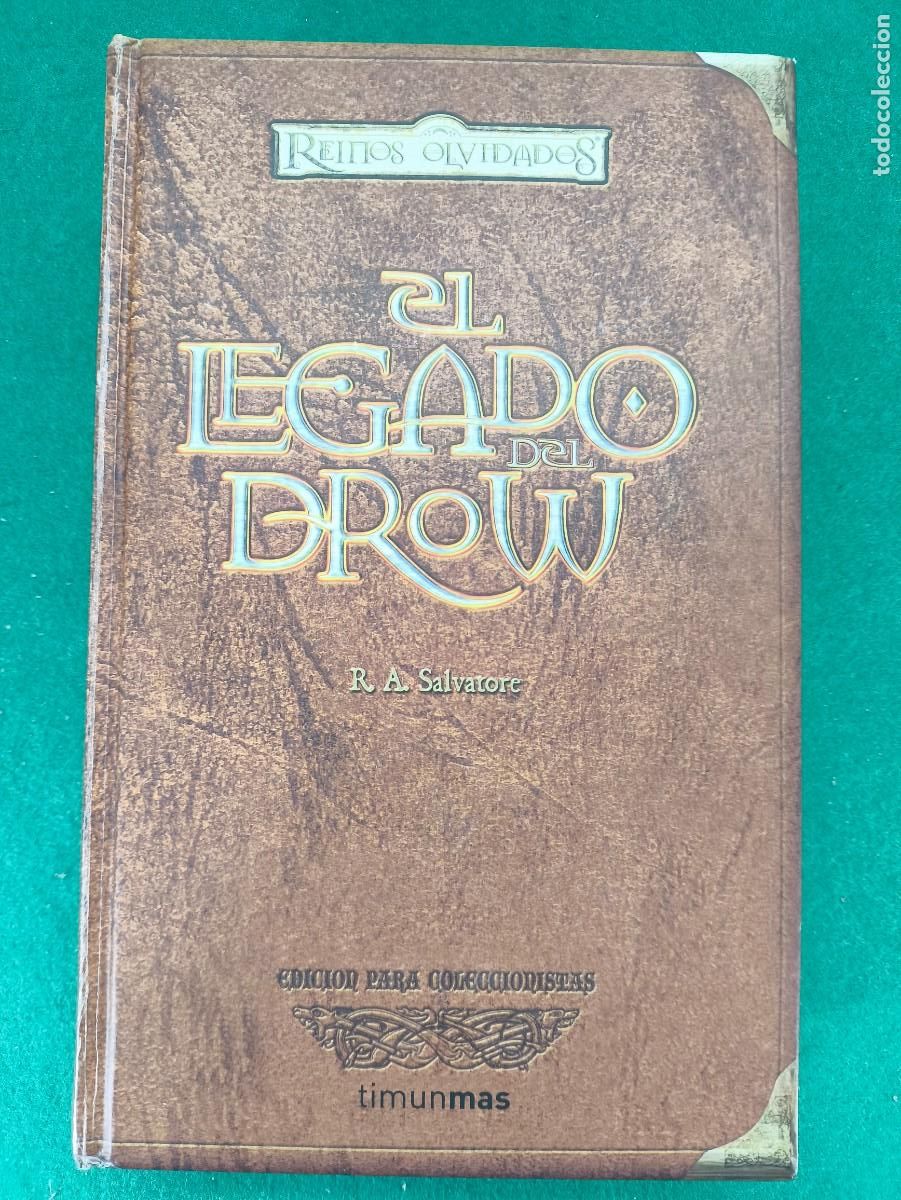 REINOS OLVIDADOS
EL
LEGADO
DEL
DROW
R. A. Salvatore
EDICION PARA COLECCIONISTAS
timunmas
todocoleccion